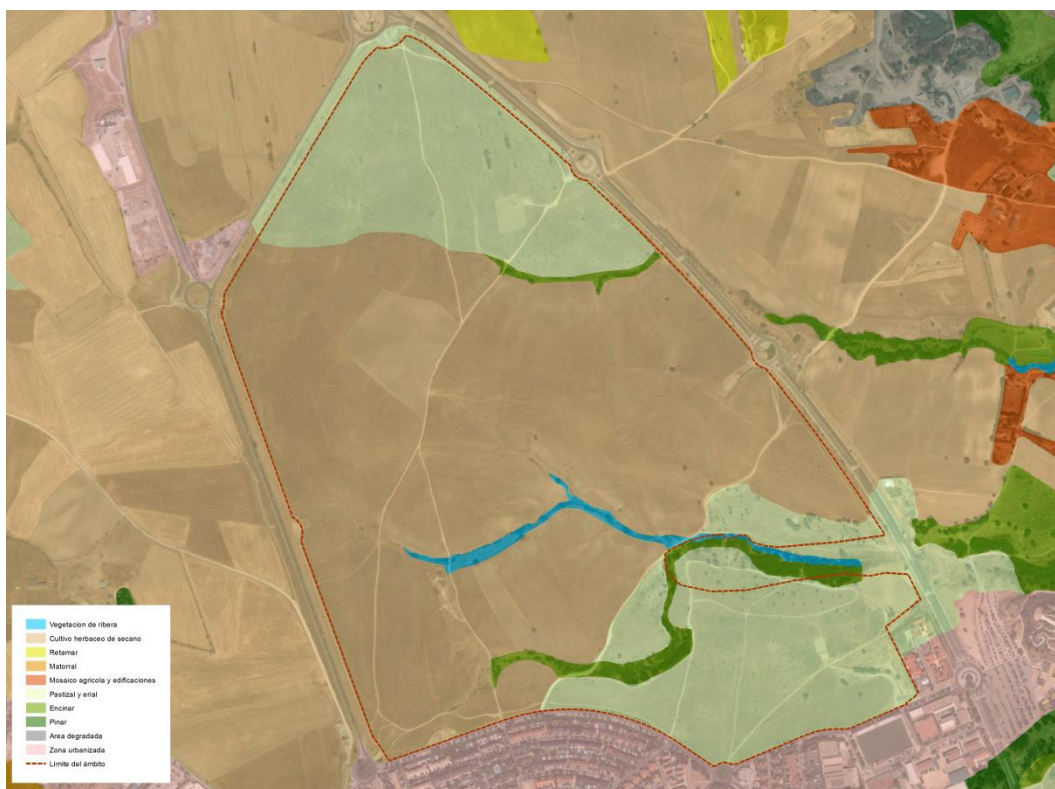 Vegetacion de ribera
Cultivo herbaceo de secano
Retamar
Matorral
Mosaico agricola y edificaciones
Pastizal y erial
Encinar
Pinar
Area degradada
Zona urbanizada
Límite del ámbito